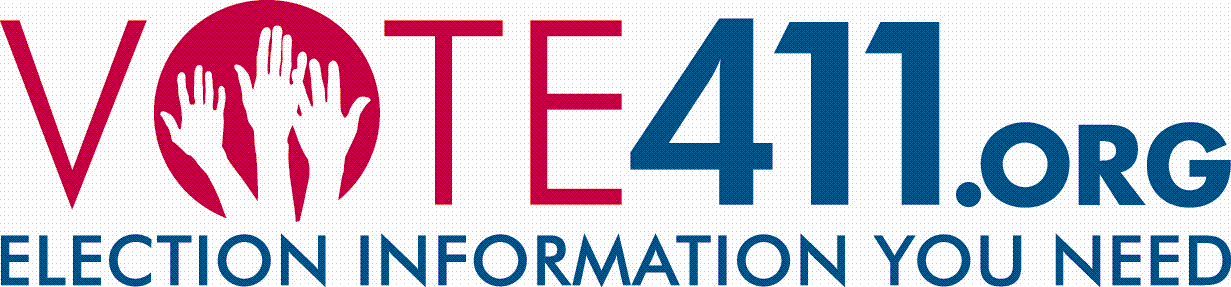 VOTE411.ORG
ELECTION INFORMATION YOU NEED